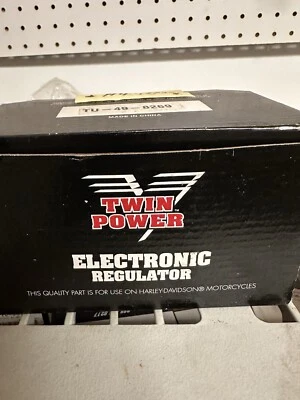 TU-49-8269
MADE IN CHINA
TWIN
POWER
ELECTRONIC
REGULATOR
THIS QUALITY PART IS FOR USE ON HARLEY-DAVIDSON® MOTORCYCLES